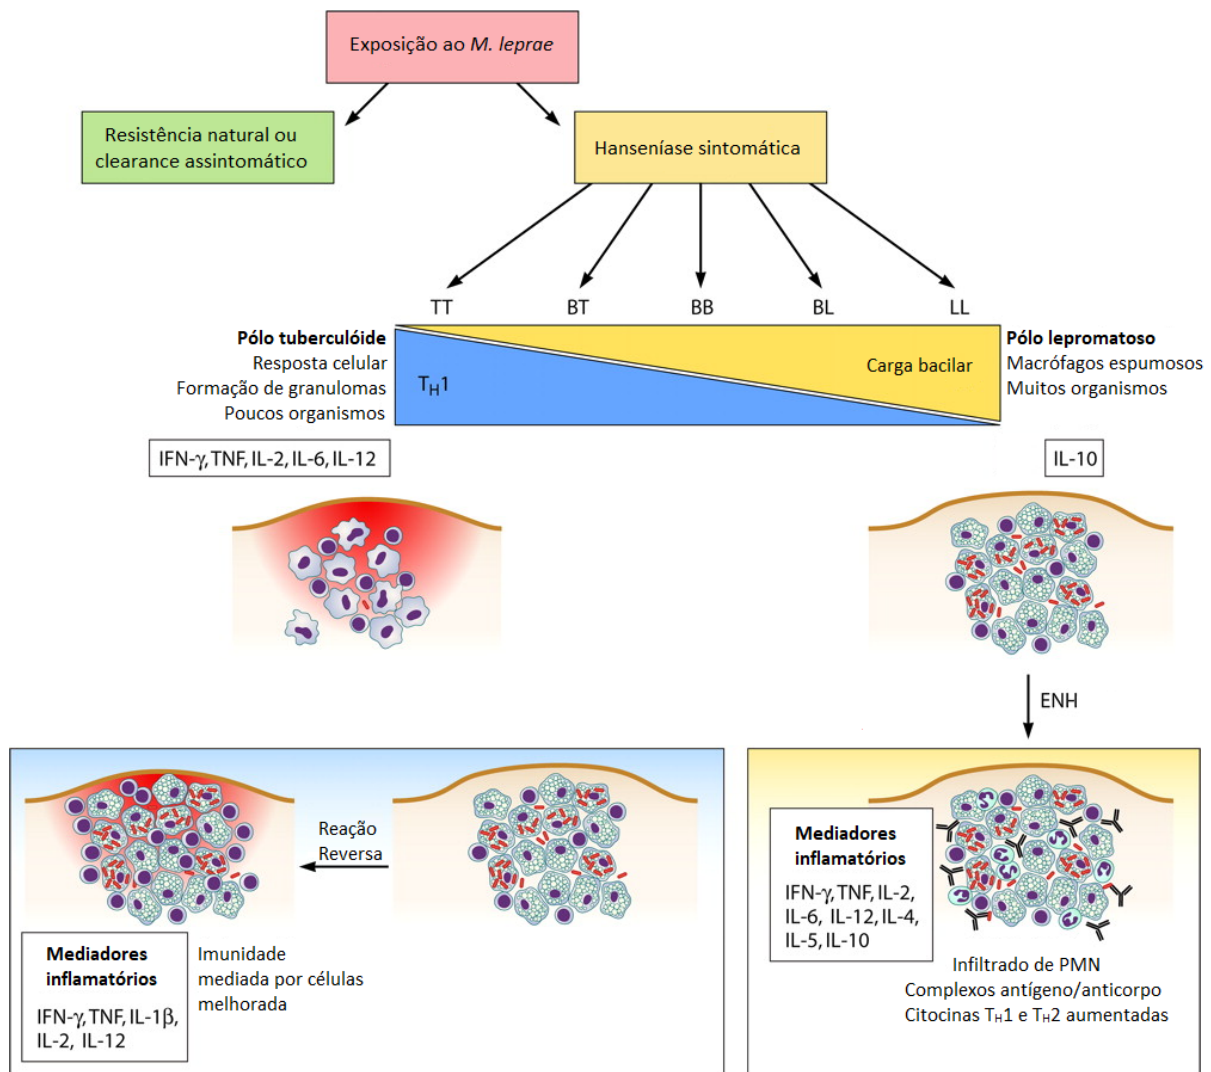 Exposição ao M. leprae
Resistência natural ou
clearance assintomático
Hanseníase sintomática
TT
BT
BB
BL
LL
Pólo tuberculóide
Resposta celular
Formação de granulomas
Poucos organismos
TH1
Carga bacilar
Pólo lepromatoso
Macrófagos espumosos
Muitos organismos
IFN-γ, TNF, IL-2, IL-6, IL-12
IL-10
ENH
Reação
Reversa
Mediadores
inflamatórios
IFN-γ, TNF, IL-1β,
IL-2, IL-12
Imunidade
mediada por células
melhorada
Mediadores
inflamatórios
IFN-γ, TNF, IL-2,
IL-6, IL-12, IL-4,
IL-5, IL-10
Infiltrado de PMN
Complexos antígeno/anticorpo
Citocinas TH1 e TH2 aumentadas